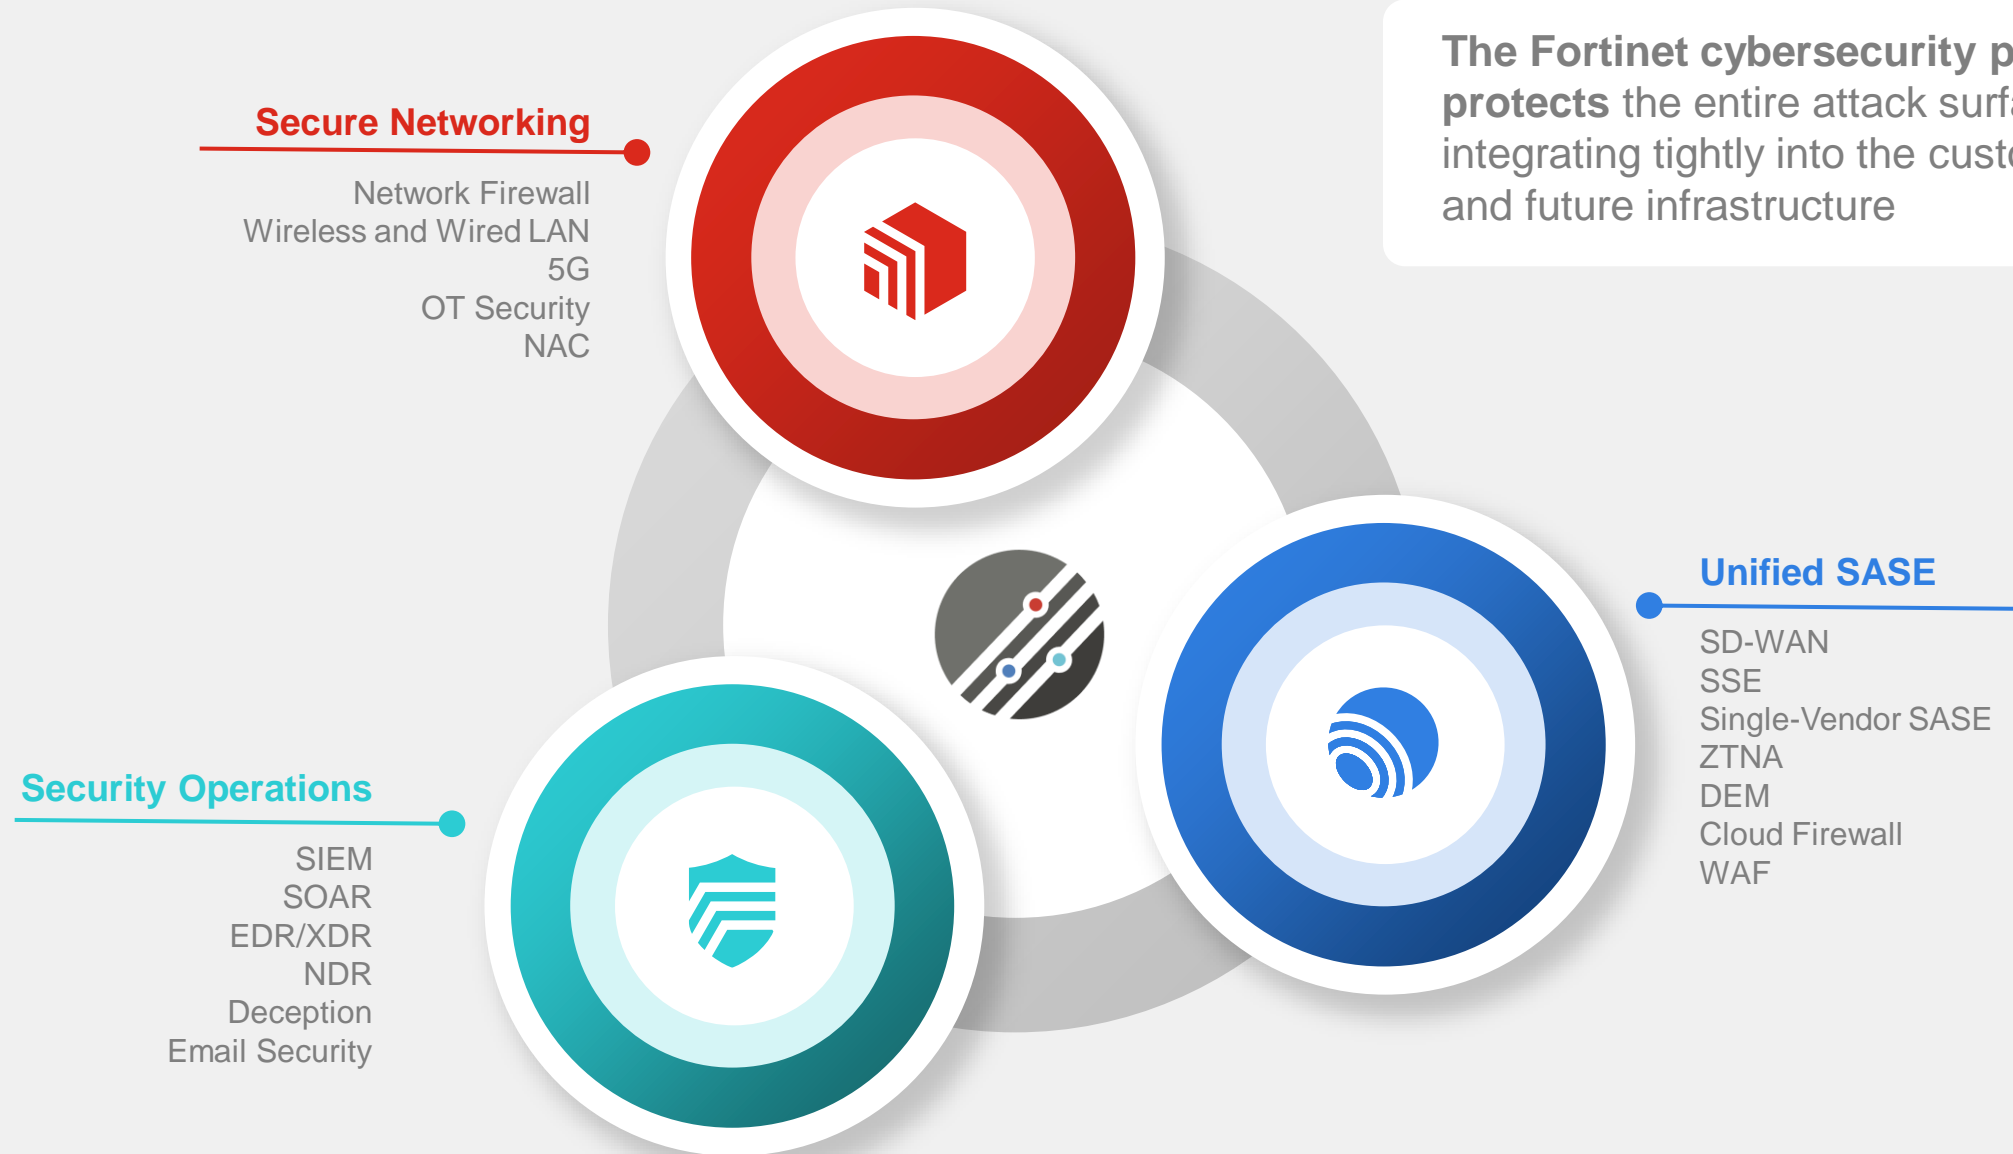 The Fortinet cybersecurity
protects the entire attack
integrating tightly into the
and future infrastructure
Secure Networking
Network Firewall
Wireless and Wired LAN
5G
OT Security
NAC
Unified SASE
SD-WAN
SSE
Single-Vendor SASE
ZTNA
DEM
Cloud Firewall
WAF
Security Operations
SIEM
SOAR
EDR/XDR
NDR
Deception
Email Security